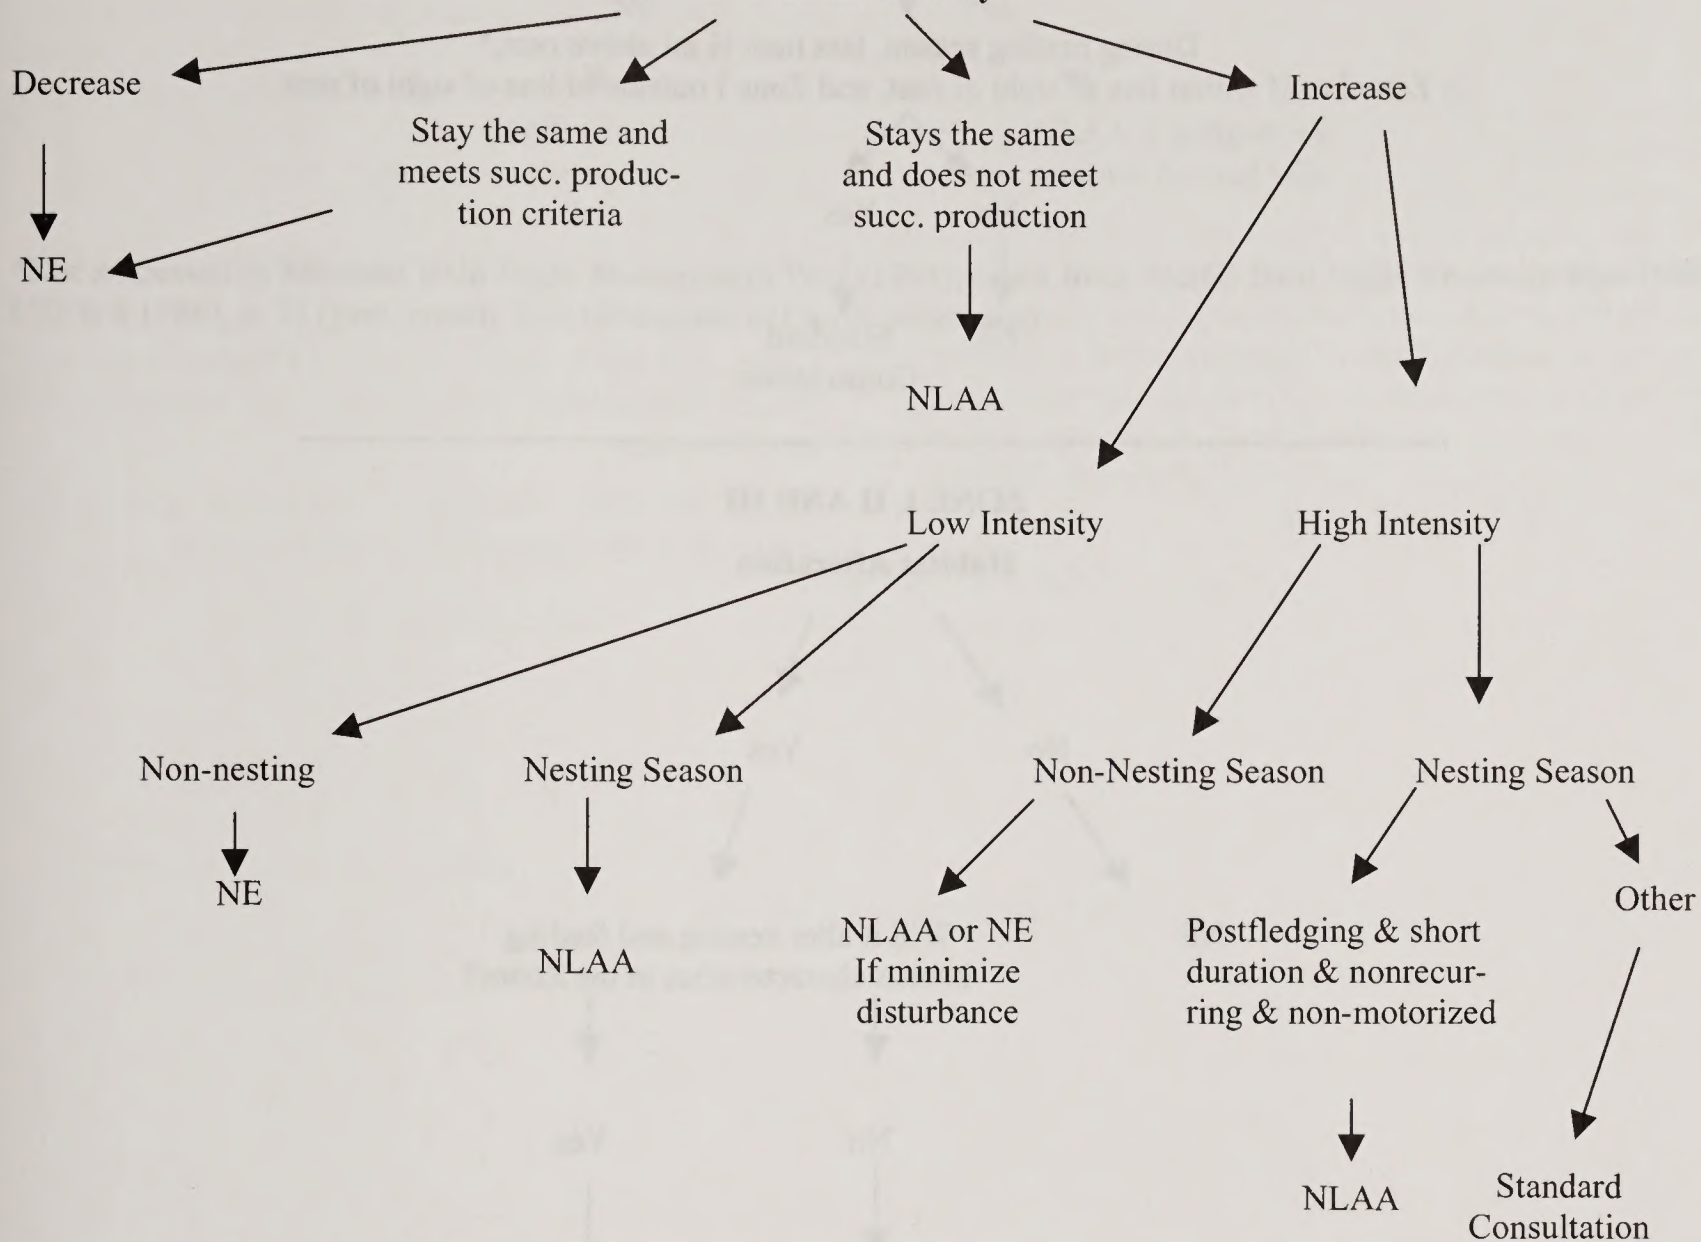 Decrease
Increase
Stay the same and
meets succ. produc-
tion criteria
Stays the same
and does not meet
succ. production
NE
NLAA
Low Intensity
High Intensity
Non-nesting
Nesting Season
Non-Nesting Season
Nesting Season
NE
NLAA
NLAA or NE
If minimize
disturbance
Postfledging & short
duration & nonrecur-
ring & non-motorized
Other
NLAA
Standard
Consultation